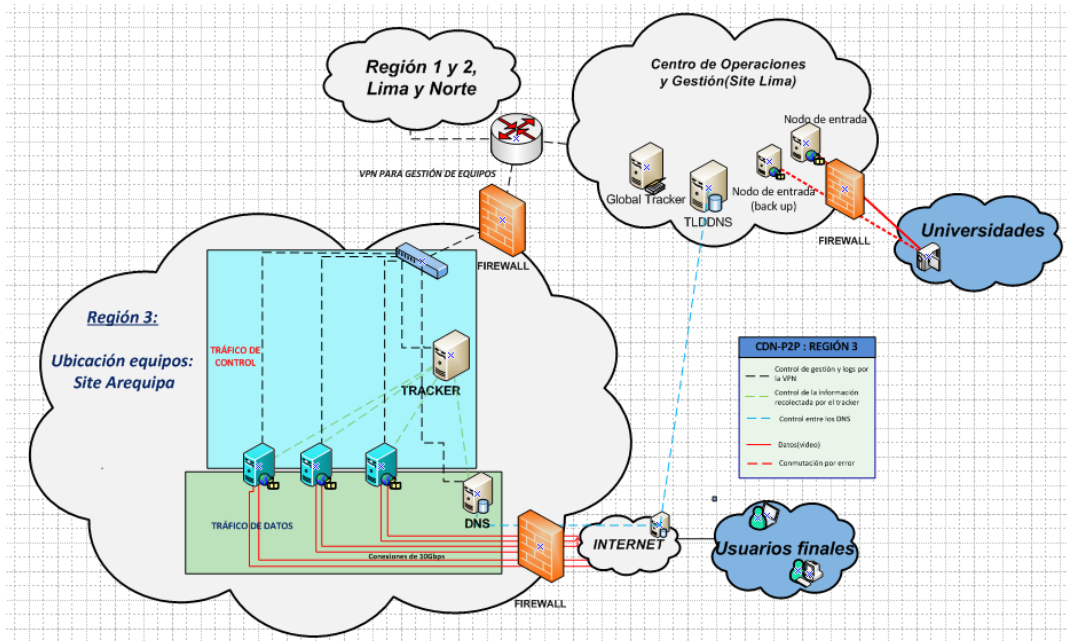 Región 1 y 2,
Lima y Norte
Centro de Operaciones
y Gestión(Site Lima)
Nodo de entrada
Global Tracker
TLDDNS
Nodo de entrada
(back up)
VPN PARA GESTIÓN DE EQUIPOS
FIREWALL
FIREWALL
Universidades
Región 3:
Ubicación equipos:
Site Arequipa
TRÁFICO DE
CONTROL
TRACKER
CDN-P2P : REGIÓN 3
Control de gestión y logs por
la VPN
Control de la información
recolectada por el tracker
Control entre los DNS
Datos(video)
Conmutación por error
TRÁFICO DE DATOS
DNS
Conexiones de 10Gbps
INTERNET
Usuarios finales
FIREWALL